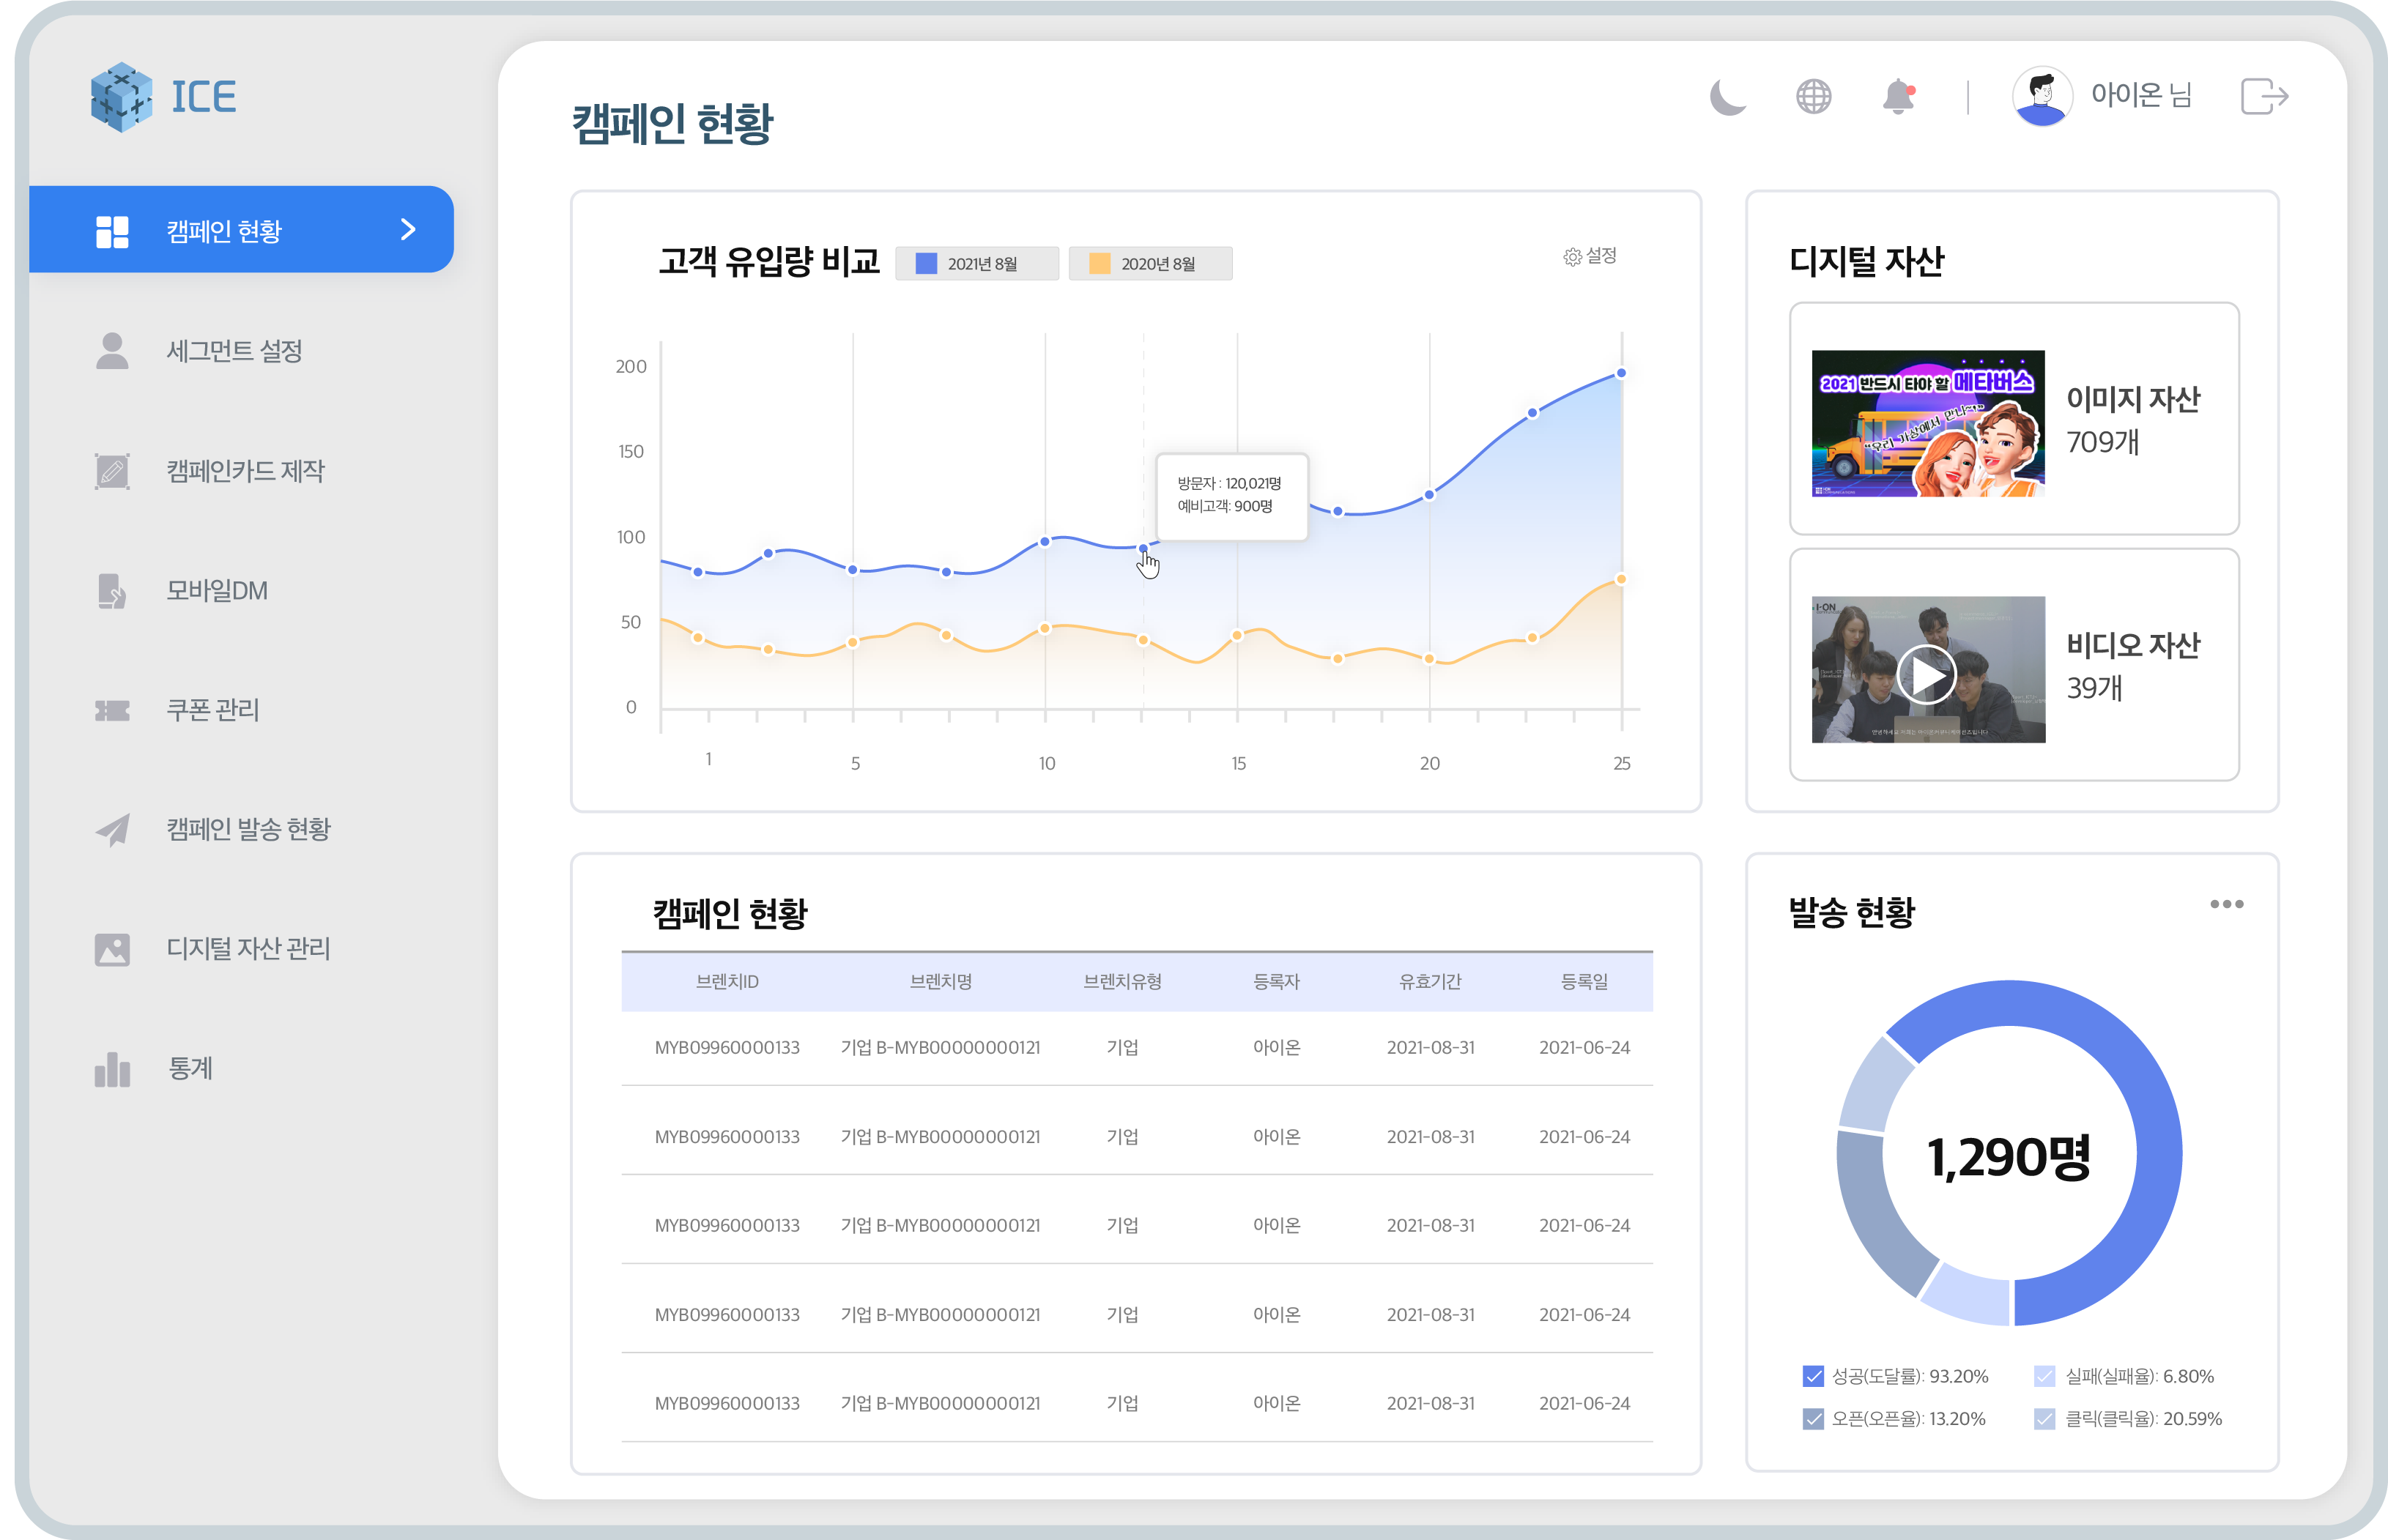 ICE
캠페인 현황
세그먼트 설정
캠페인카드 제작
모바일DM
쿠폰 관리
캠페인 발송 현황
디지털 자산 관리
통계
캠페인 현황
아이온 님
고객 유입량 비교
2021년 8월
2020년 8월
설정
200
150
100
50
0
1
5
10
15
20
25
방문자 : 120,021명
예비고객: 900명
디지털 자산
2021 반드시 타야 할 메타버스
"우리 가상에서 만나~!"
이미지 자산
709개
I-ON
비디오 자산
39개
캠페인 현황
브렌치ID 브렌치명 브렌치유형 등록자 유효기간 등록일
MYB09960000133 기업 B-MYB00000000121 기업 아이온 2021-08-31 2021-06-24
MYB09960000133 기업 B-MYB00000000121 기업 아이온 2021-08-31 2021-06-24
MYB09960000133 기업 B-MYB00000000121 기업 아이온 2021-08-31 2021-06-24
MYB09960000133 기업 B-MYB00000000121 기업 아이온 2021-08-31 2021-06-24
MYB09960000133 기업 B-MYB00000000121 기업 아이온 2021-08-31 2021-06-24
발송 현황
1,290명
성공(도달률): 93.20%
실패(실패율): 6.80%
오픈(오픈율): 13.20%
클릭(클릭율): 20.59%